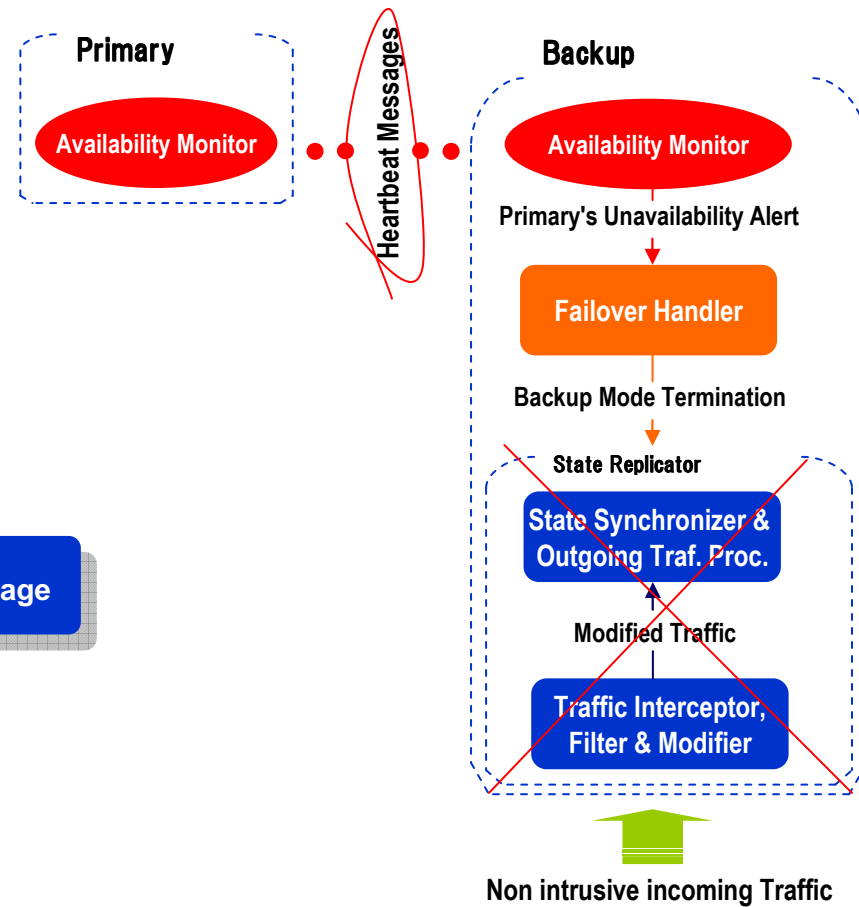 Primary
Availability Monitor
Heartbeat Messages
Backup
Availability Monitor
Primary's Unavailability Alert
Failover Handler
Backup Mode Termination
State Replicator
State Synchronizer &
Outgoing Traf. Proc.
Modified Traffic
Traffic Interceptor,
Filter & Modifier
age
Non intrusive incoming Traffic